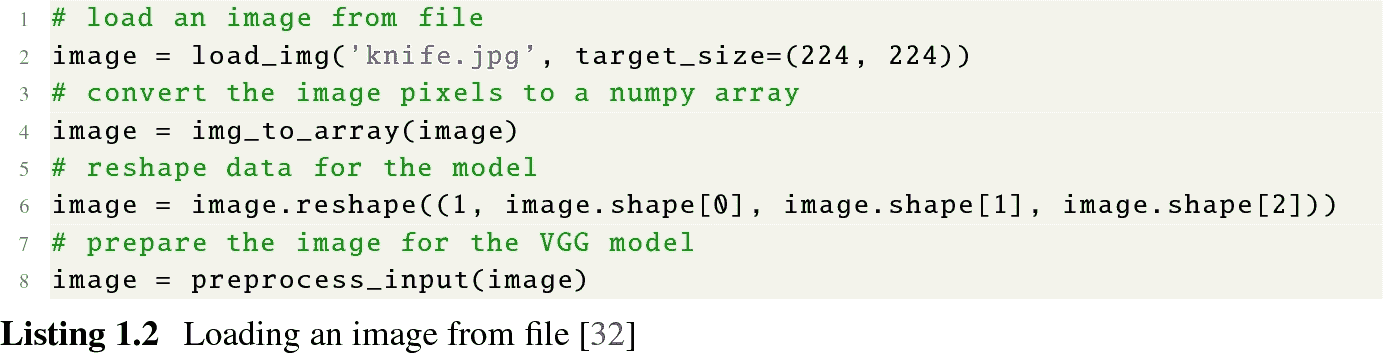 1 # load an image from file
2 image = load_img('knife.jpg', target_size=(224, 224))
3 # convert the image pixels to a numpy array
4 image = img_to_array(image)
5 # reshape data for the model
6 image = image.reshape((1, image.shape[0], image.shape[1], image.shape[2]))
7 # prepare the image for the VGG model
8 image = preprocess_input(image)
Listing 1.2 Loading an image from file [32]